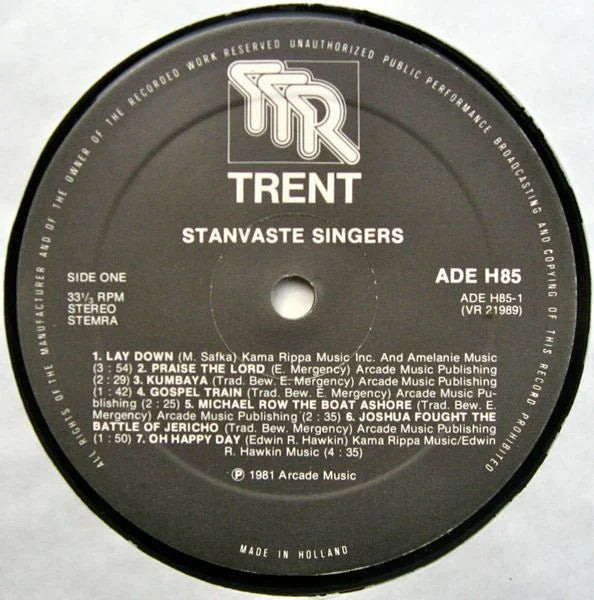 ALL RIGHTS OF THE MANUFACTURER AND OF THE OWNER OF THE RECORDED WORK RESERVED UNAUTHORIZED PUBLIC PERFORMANCE BROADCASTING AND COPYING OF THIS RECORD PROHIBITED
TRENT
STANVASTE SINGERS
SIDE ONE
33⅓ RPM
STEREO
STEMRA
ADE H85
ADE H85-1
(VR 21989)
1. LAY DOWN (M. Safka) Kama Rippa Music Inc. And Amelanie Music
(3 : 54) 2. PRAISE THE LORD (E. Mergency) Arcade Music Publishing
(2 : 29) 3. KUMBAYA (Trad. Bew. E. Mergency) Arcade Music Publishing
(1 : 42) 4. GOSPEL TRAIN (Trad. Bew. E. Mergency) Arcade Music Pu-
blishing (2 : 25) 5. MICHAEL ROW THE BOAT ASHORE (Trad. Bew. E.
Mergency) Arcade Music Publishing (2 : 35) 6. JOSHUA FOUGHT THE
BATTLE OF JERICHO (Trad. Bew. E. Mergency) Arcade Music Publishing
(1 : 50) 7. OH HAPPY DAY (Edwin R. Hawkin) Kama Rippa Music/Edwin
R. Hawkin Music (4 : 35)
Ⓟ 1981 Arcade Music
MADE IN HOLLAND